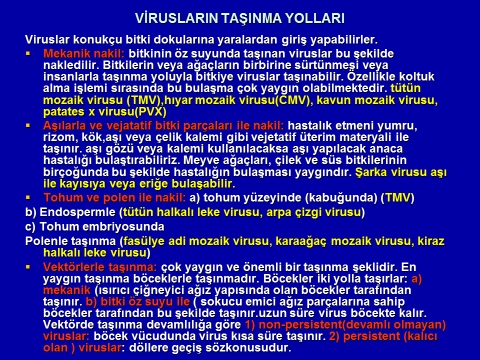 VİRUSLARIN TAŞINMA YOLLARI
Viruslar konukçu bitki dokularına yaralardan giriş yapabilirler.
Mekanik nakil: bitkinin öz suyunda taşınan viruslar bu şekilde
nakledilir. Bitkilerin veya ağaçların birbirine sürtünmesi veya
insanlarla taşınma yoluyla bitkiye viruslar taşınabilir. Özellikle koltuk
alma işlemi sırasında bu bulaşma çok yaygın olabilmektedir. tütün
mozaik virusu (TMV),hıyar mozaik virusu(CMV), kavun mozaik virusu,
patates x virusu(PVX)
Aşılarla ve vejatatif bitki parçaları ile nakil: hastalık etmeni yumru,
rizom, kök,aşı veya çelik kalemi gibi vejetatif üterim materyali ile
taşınır. aşı gözü veya kalemi kullanılacaksa aşı yapılacak anaca
hastalığı bulaştırabiliriz. Meyve ağaçları, çilek ve süs bitkilerinin
birçoğunda bu şekilde hastalığın bulaşması yaygındır. Şarka virusu aşı
ile kayısıya veya eriğe bulaşabilir.
Tohum ve polen ile nakil: a) tohum yüzeyinde (kabuğunda) (TMV)
b) Endospermle (tütün halkalı leke virusu, arpa çizgi virusu)
c) Tohum embriyosunda
Polenle taşınma (fasülye adi mozaik virusu, karaağaç mozaik virusu, kiraz
halkalı leke virusu)
Vektörlerle taşınma: çok yaygın ve önemli bir taşınma şeklidir. En
yaygın taşınma böceklerle taşınmadır. Böcekler iki yolla taşırlar: a)
mekanik (ısırıcı çiğneyici ağız yapısında olan böcekler tarafından
taşınır. b) bitki öz suyu ile ( sokucu emici ağız parçalarına sahip
böcekler tarafından bu şekilde taşınır.uzun süre virus böcekte kalır.
Vektörde taşınma devamlılığa göre 1) non-persistent(devamlı olmayan)
viruslar: böcek vücudunda virus kısa süre taşınır. 2) persistent (kalıcı
olan ) viruslar: döllere geçiş sözkonusudur.